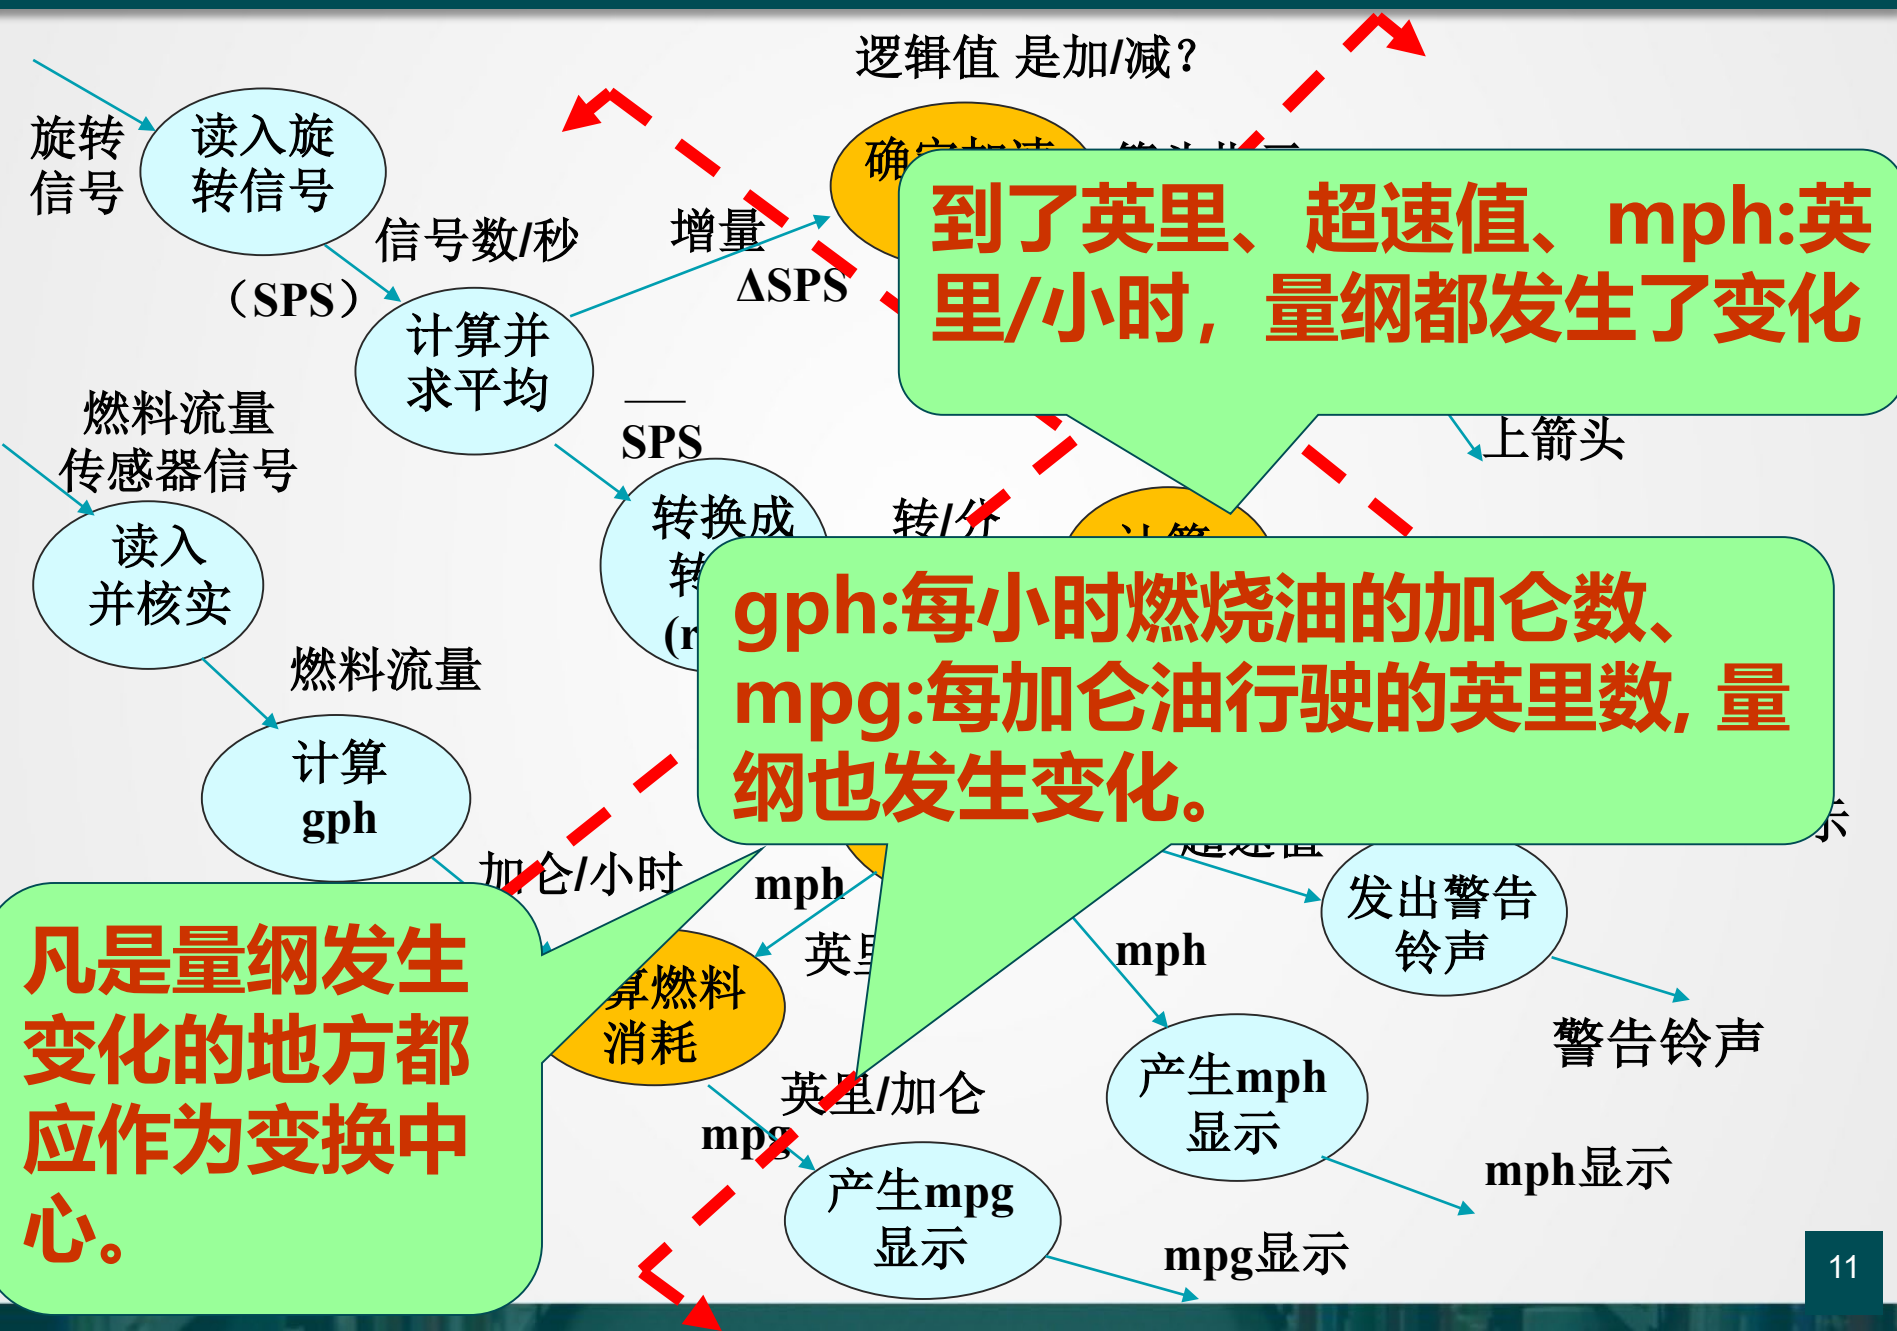 逻辑值 是加/减?
旋转
信号
读入旋
转信号
信号数/秒
(SPS)
增量
ΔSPS
到了英里、超速值、mph:英
里/小时,量纲都发生了变化
计算并
求平均
SPS
燃料流量
传感器信号
上箭头
读入
并核实
转换成
转/分
gph:每小时燃烧油的加仑数、
mpg:每加仑油行驶的英里数, 量
纲也发生变化。
燃料流量
计算
gph
加仑/小时
mph
超速值
发出警告
铃声
mph
凡是量纲发生
变化的地方都
应作为变换中
心。
算燃料
消耗
英里/加仑
mpg
产生mph
显示
警告铃声
产生mpg
显示
mph显示
mpg显示
11